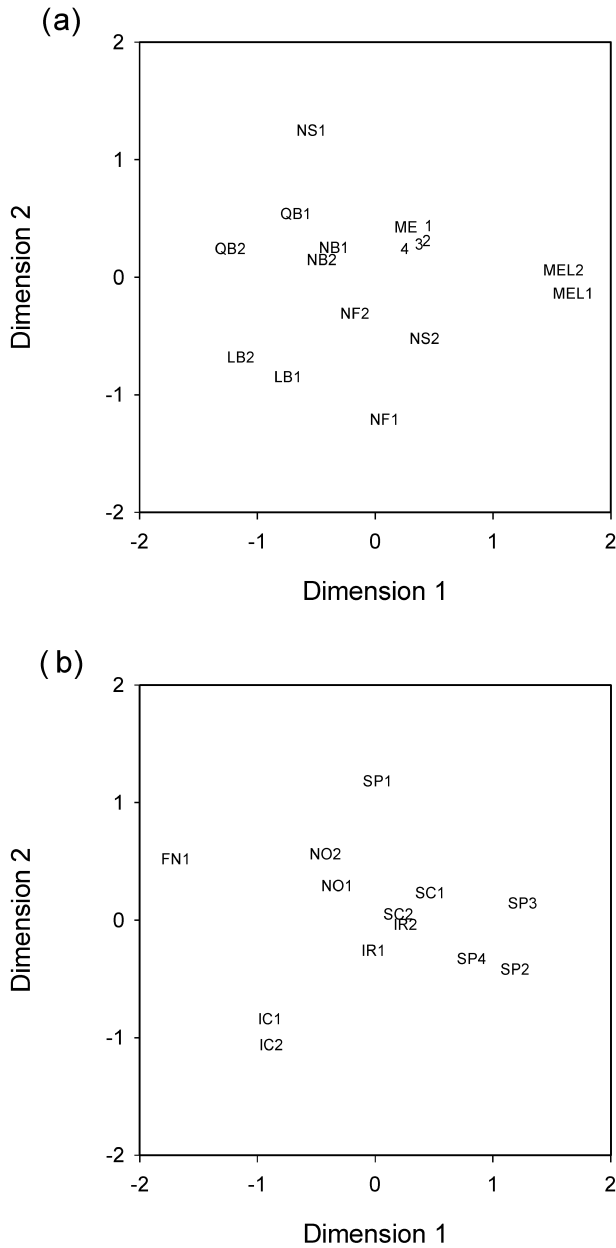 (a)
2
NS1
1
QB1
ME 1
NB1
QB2
4 3 2
NB2
MEL2
0
MEL1
NF2
NS2
LB2
LB1
-1
NF1
-2
-2 -1 0 1 2
Dimension 2
Dimension 1
( b)
2
SP1
1
NO2
FN1
NO1
SC1
SP3
SC2
0
IR2
IR1
SP4
SP2
IC1
-1
IC2
-2
-2 -1 0 1 2
Dimension 2
Dimension 1